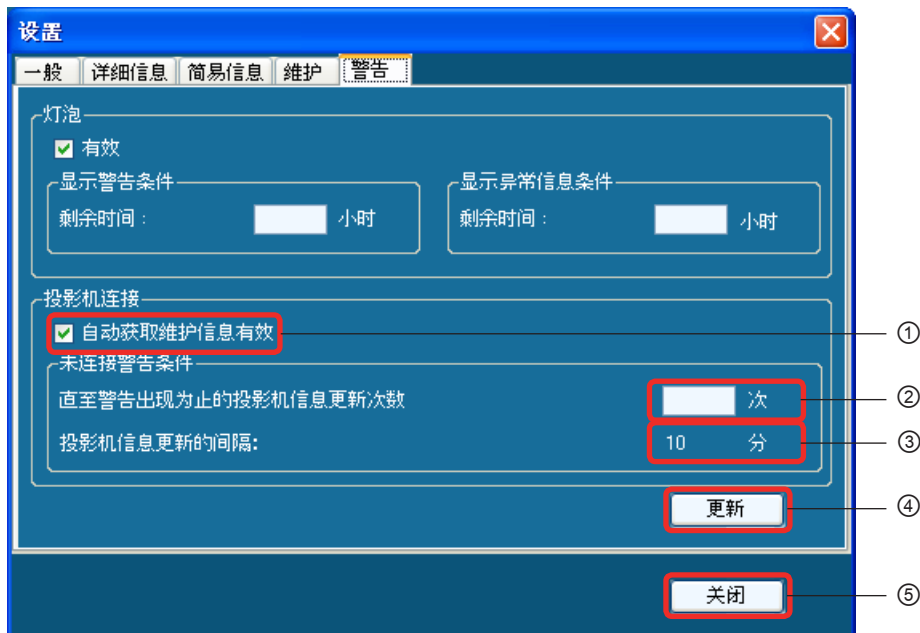 设置
一般 详细信息 简易信息 维护 警告
灯泡
有效
显示警告条件 显示异常信息条件
剩余时间： 小时 剩余时间： 小时
投影机连接
自动获取维护信息有效 ①
未连接警告条件
直至警告出现为止的投影机信息更新次数 次 ②
投影机信息更新的间隔: 10 分 ③
更新 ④
关闭 ⑤